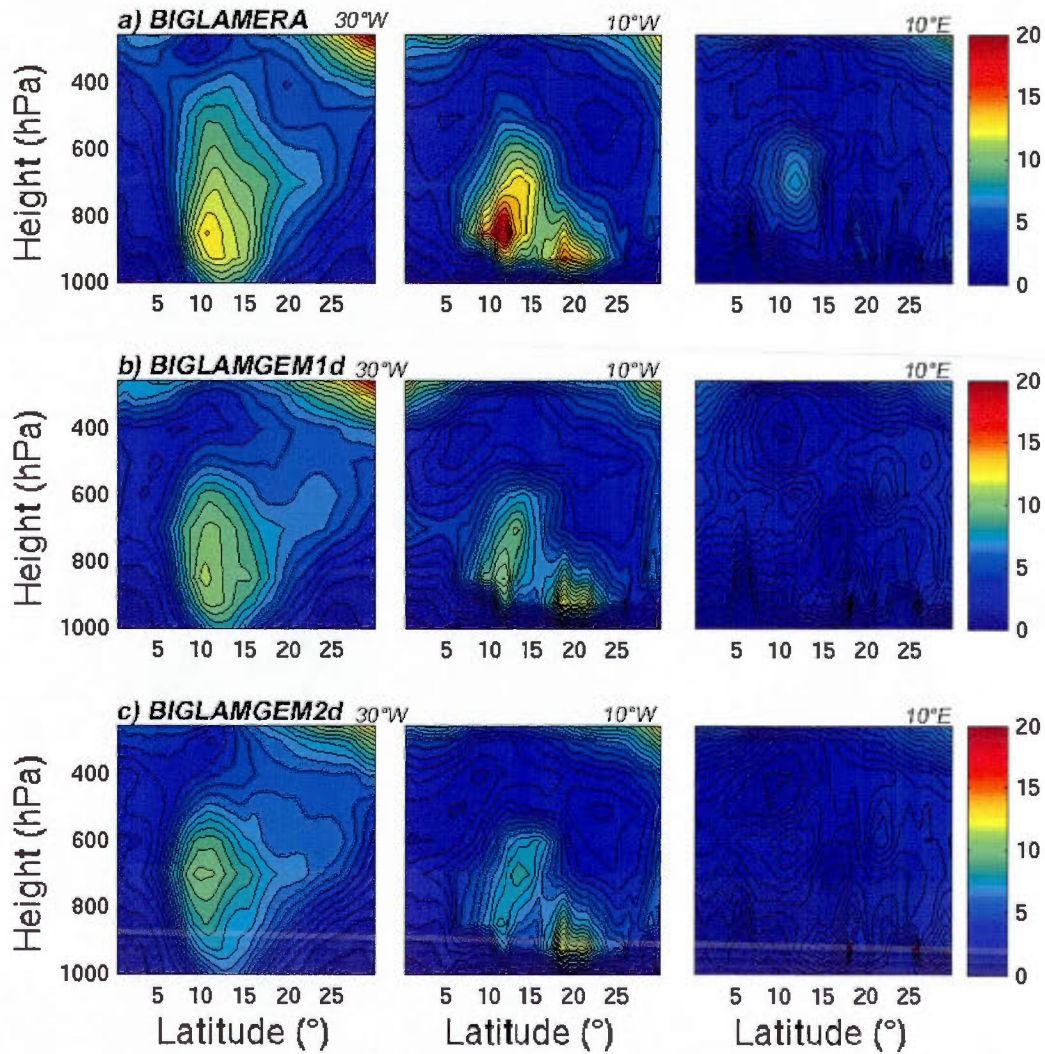 a) BIGLAMERA 30°W 10°W 10°E
Height (hPa)
400
600
800
1000
5 10 15 20 25
5 10 15 20 25
5 10 15 20 25
20
15
10
5
0
b) BIGLAMGEM1d 30°W 10°W 10°E
Height (hPa)
400
600
800
1000
5 10 15 20 25
5 10 15 20 25
5 10 15 20 25
20
15
10
5
0
c) BIGLAMGEM2d 30°W 10°W 10°E
Height (hPa)
400
600
800
1000
5 10 15 20 25
5 10 15 20 25
5 10 15 20 25
20
15
10
5
0
Latitude (°) Latitude (°) Latitude (°)